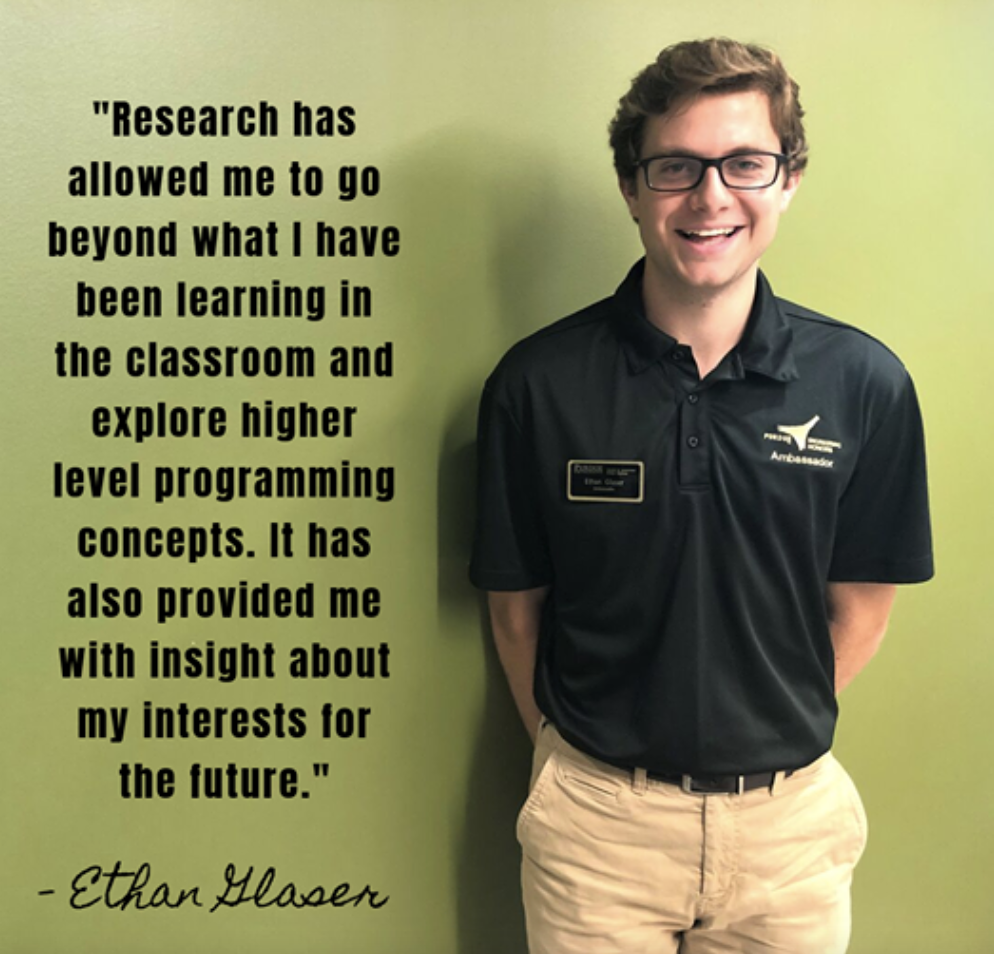 "Research has
allowed me to go
beyond what I have
been learning in
the classroom and
explore higher
level programming
concepts. It has
also provided me
with insight about
my interests for
the future."
- Ethan Glaser
PURDUE ENGINEERING
HONORS
Ambassador
Ethan Glaser